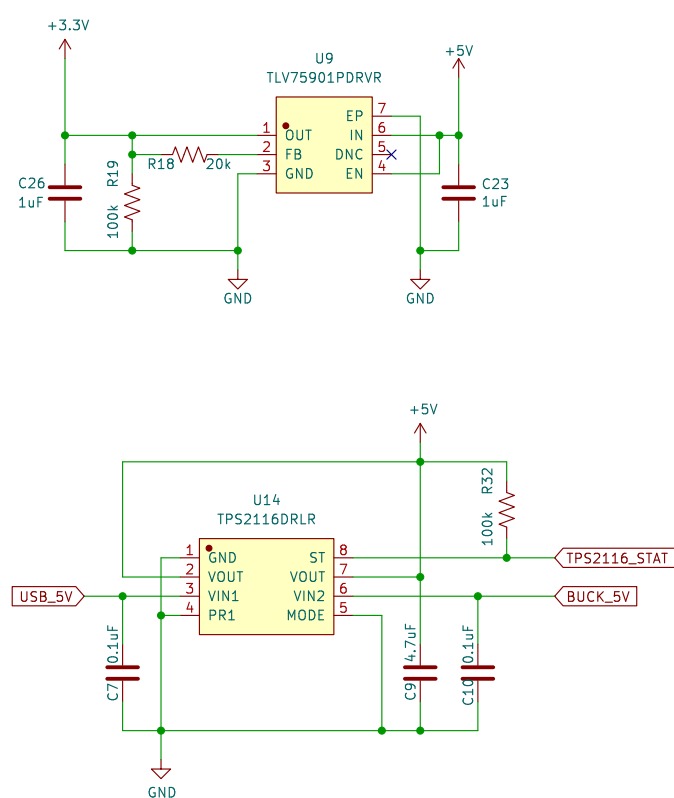 +3.3V
+5V
U9
TLV75901PDRVR
EP 7
1 OUT IN 6
R18 20k 2 FB DNC 5
3 GND EN 4
R19
100k
C26
1uF
C23
1uF
GND
GND
+5V
R32
100k
U14
TPS2116DRLR
1 GND ST 8
TPS2116_STAT
2 VOUT VOUT 7
USB_5V
3 VIN1 VIN2 6
BUCK_5V
4 PR1 MODE 5
0.1uF
C7
4.7uF
C9
0.1uF
C10
GND